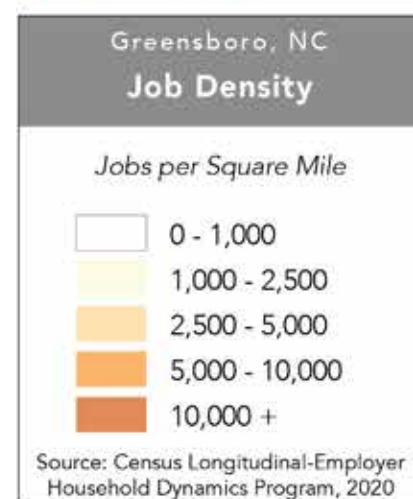 Greensboro, NC
Job Density
Jobs per Square Mile
0 - 1,000
1,000 - 2,500
2,500 - 5,000
5,000 - 10,000
10,000 +
Source: Census Longitudinal-Employer
Household Dynamics Program, 2020